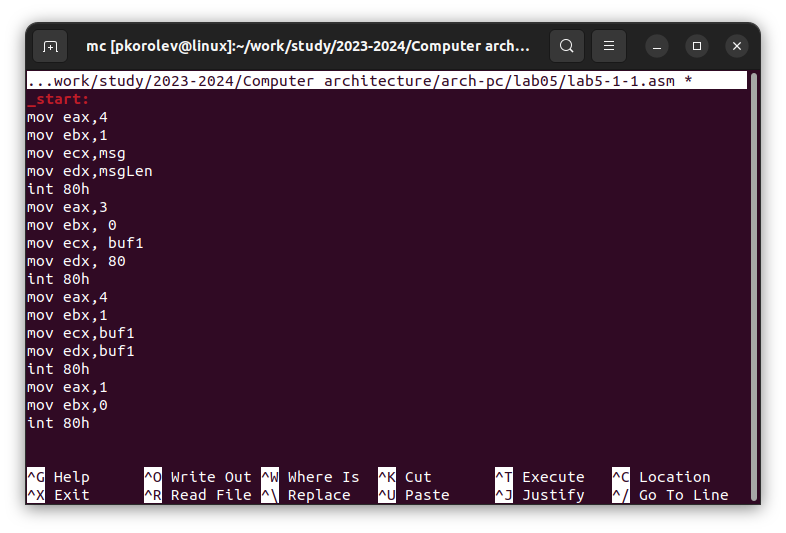 mc [pkorolev@linux]:~/work/study/2023-2024/Computer arch...
...work/study/2023-2024/Computer architecture/arch-pc/lab05/lab5-1-1.asm *
_start:
mov eax,4
mov ebx,1
mov ecx,msg
mov edx,msgLen
int 80h
mov eax,3
mov ebx, 0
mov ecx, buf1
mov edx, 80
int 80h
mov eax,4
mov ebx,1
mov ecx,buf1
mov edx,buf1
int 80h
mov eax,1
mov ebx,0
int 80h
^G Help ^O Write Out ^W Where Is ^K Cut ^T Execute ^C Location
^X Exit ^R Read File ^\ Replace ^U Paste ^J Justify ^/ Go To Line